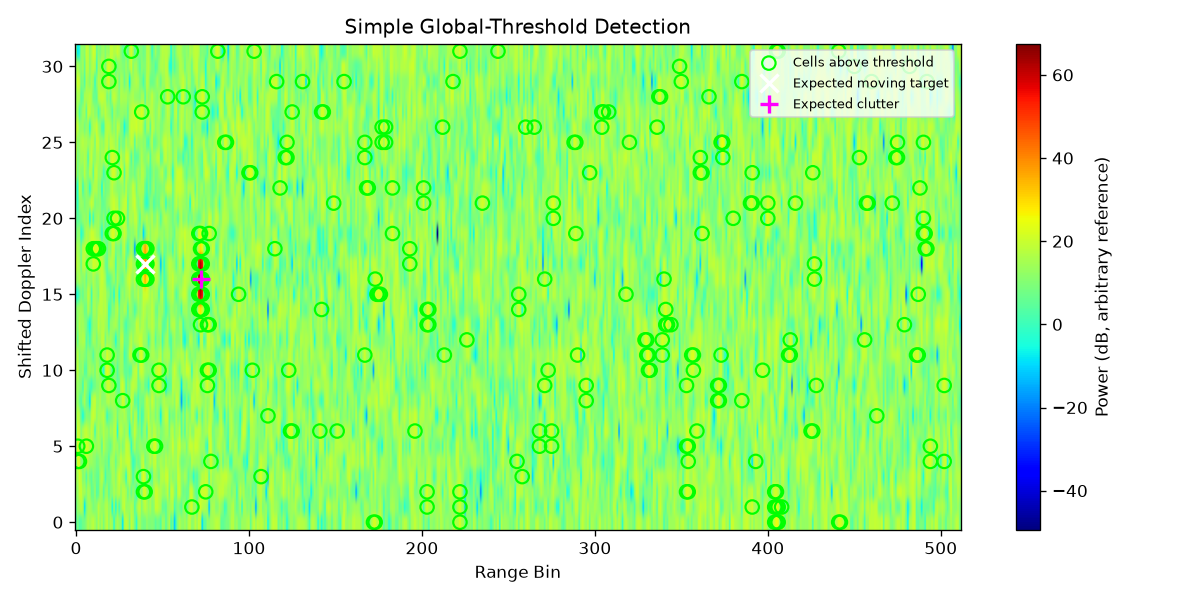 Simple Global-Threshold Detection
Shifted Doppler Index
30
25
20
15
10
5
0
0
100
200
300
400
500
Range Bin
Cells above threshold
Expected moving target
Expected clutter
60
40
20
0
−20
−40
Power (dB, arbitrary reference)